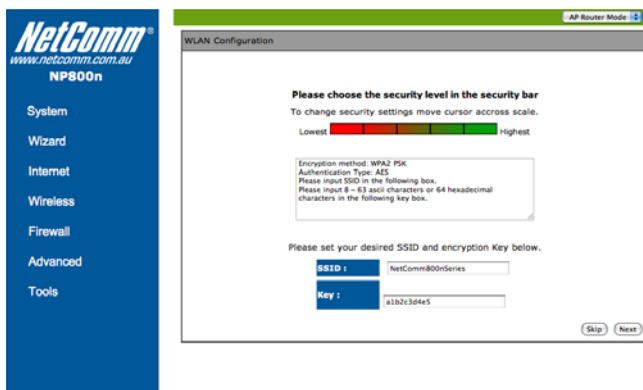 NetComm®
www.netcomm.com.au
NP800n
System
Wizard
Internet
Wireless
Firewall
Advanced
Tools
AP Router Mode
WLAN Configuration
Please choose the security level in the security bar
To change security settings move cursor accross scale.
Lowest Highest
Encryption method: WPA2 PSK
Authentication Type: AES
Please input SSID in the following box.
Please input 8 – 63 ascii characters or 64 hexadecimal
characters in the following key box.
Please set your desired SSID and encryption Key below.
SSID : NetComm800nSeries
Key : a1b2c3d4e5
Skip Next